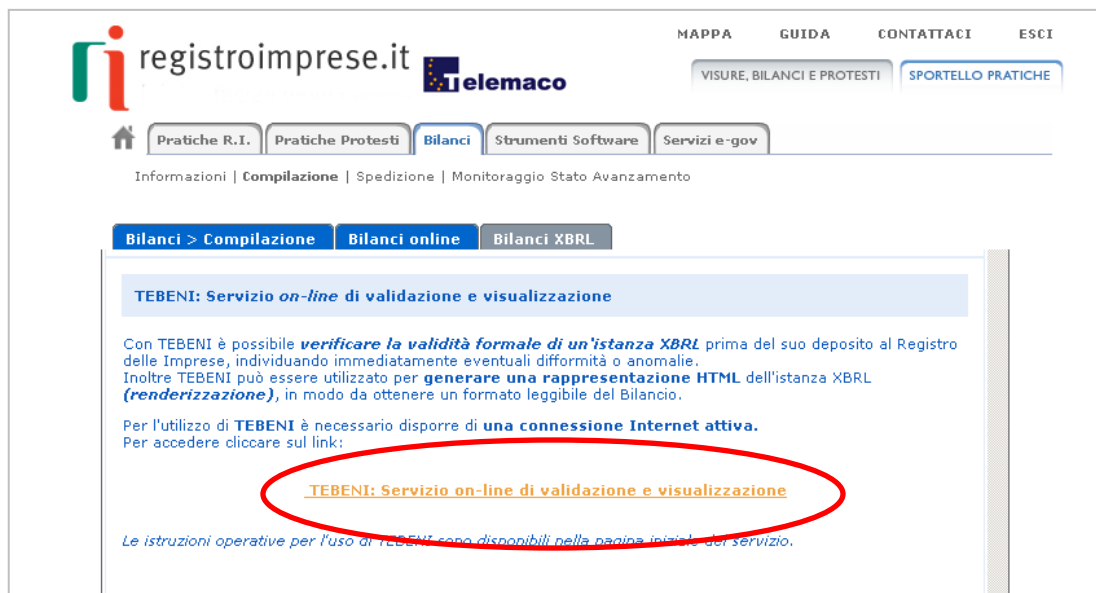 MAPPA GUIDA CONTATTACI ESCI
registroimprese.it Telemaco
VISURE, BILANCI E PROTESTI SPORTELLO PRATICHE
Pratiche R.I. Pratiche Protesti Bilanci Strumenti Software Servizi e-gov
Informazioni | Compilazione | Spedizione | Monitoraggio Stato Avanzamento
Bilanci > Compilazione Bilanci online Bilanci XBRL
TEBENI: Servizio on-line di validazione e visualizzazione
Con TEBENI è possibile verificare la validità formale di un'istanza XBRL prima del suo deposito al Registro
delle Imprese, individuando immediatamente eventuali difformità o anomalie.
Inoltre TEBENI può essere utilizzato per generare una rappresentazione HTML dell'istanza XBRL
(renderizzazione), in modo da ottenere un formato leggibile del Bilancio.
Per l'utilizzo di TEBENI è necessario disporre di una connessione Internet attiva.
Per accedere cliccare sul link:
TEBENI: Servizio on-line di validazione e visualizzazione
Le istruzioni operative per l'uso di TEBENI sono disponibili nella pagina iniziale del servizio.